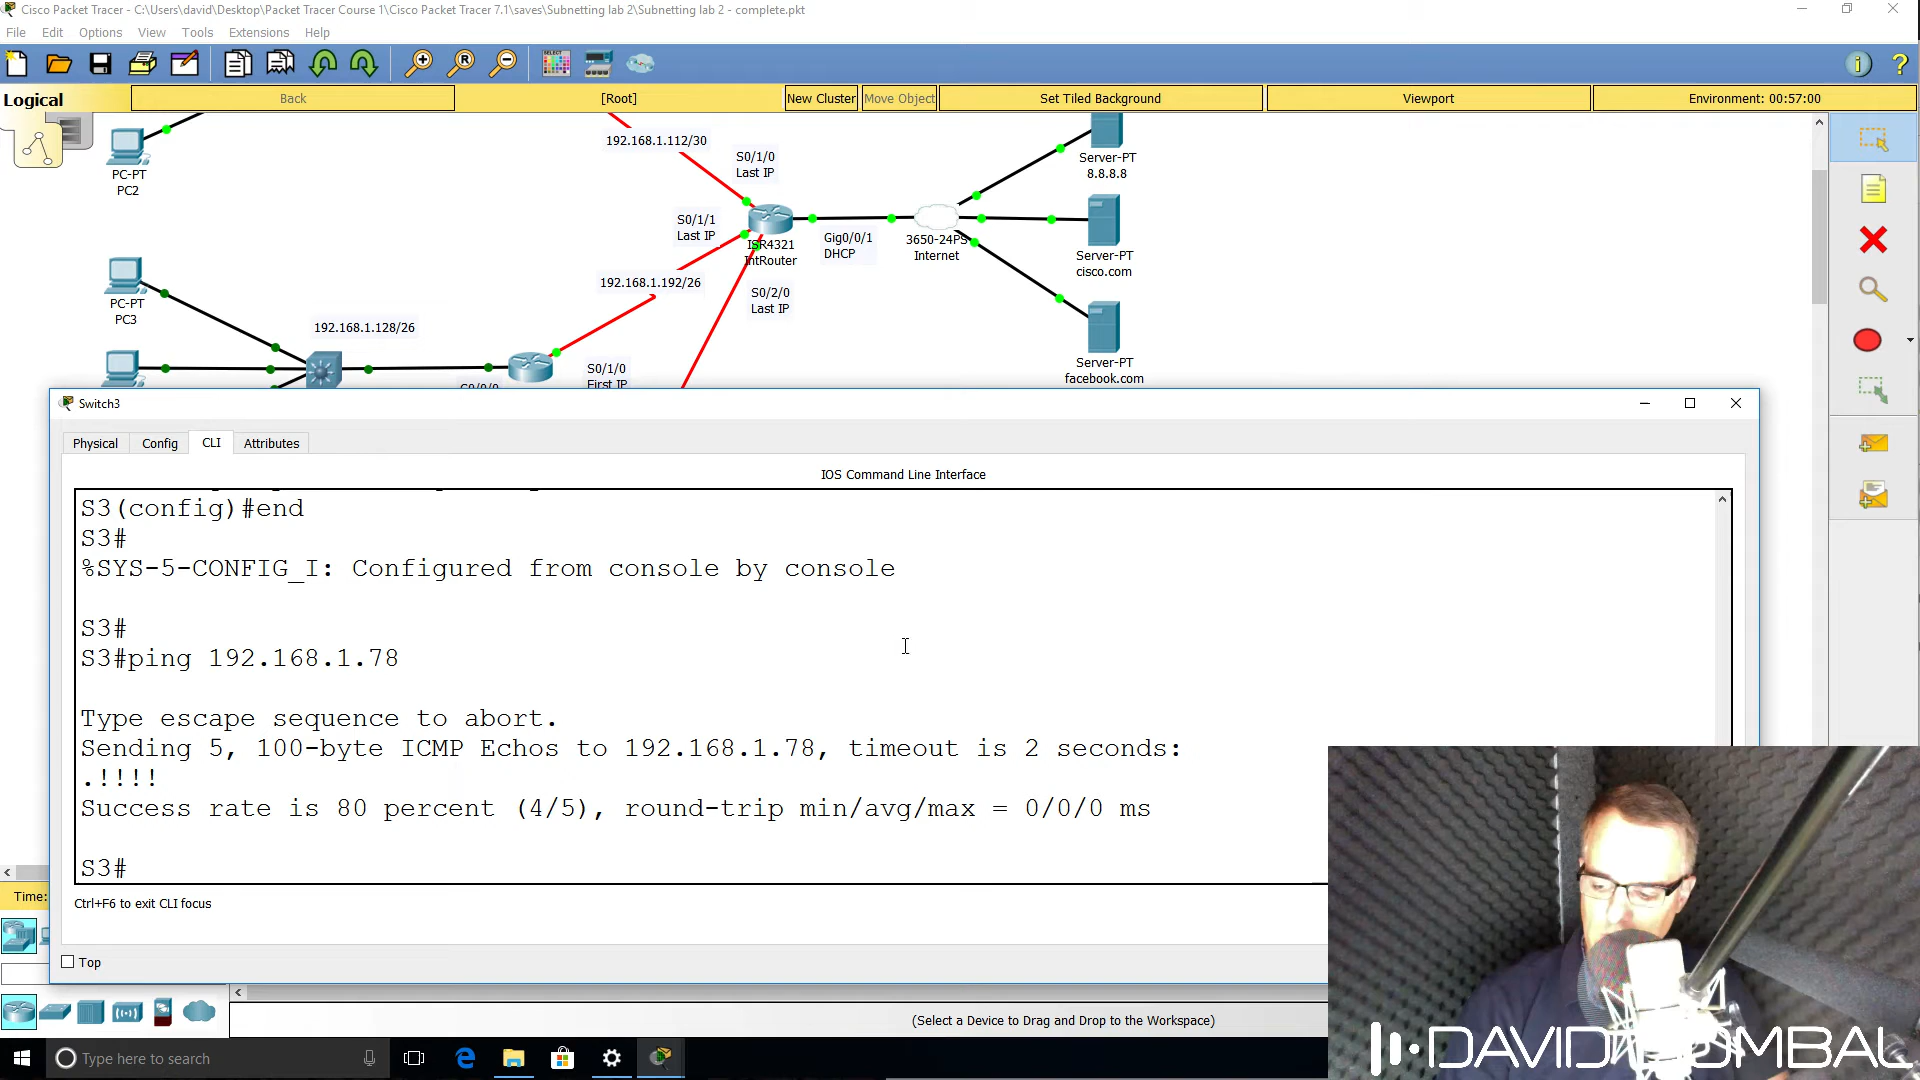 Cisco Packet Tracer - C:\Users\david\Desktop\Packet Tracer Course 1\Cisco Packet Tracer 7.1\saves\Subnetting lab 2\Subnetting lab 2 - complete.pkt
File Edit Options View Tools Extensions Help
Logical
Back
[Root]
New Cluster
Move Object
Set Tiled Background
Viewport
Environment: 00:57:00
PC-PT
PC2
192.168.1.112/30
S0/1/0
Last IP
Server-PT
8.8.8.8
S0/1/1
Last IP
ISR4321
IntRouter
Gig0/0/1
DHCP
3650-24PS
Internet
Server-PT
cisco.com
192.168.1.192/26
S0/2/0
Last IP
PC-PT
PC3
192.168.1.128/26
S0/1/0
First IP
G0/0/0
Server-PT
facebook.com
Switch3
Physical Config CLI Attributes
IOS Command Line Interface
S3(config)#end
S3#
%SYS-5-CONFIG_I: Configured from console by console
S3#
S3#ping 192.168.1.78
Type escape sequence to abort.
Sending 5, 100-byte ICMP Echos to 192.168.1.78, timeout is 2 seconds:
.!!!!
Success rate is 80 percent (4/5), round-trip min/avg/max = 0/0/0 ms
S3#
Ctrl+F6 to exit CLI focus
Top
Time:
(Select a Device to Drag and Drop to the Workspace)
Type here to search
DAVID BOMBAL